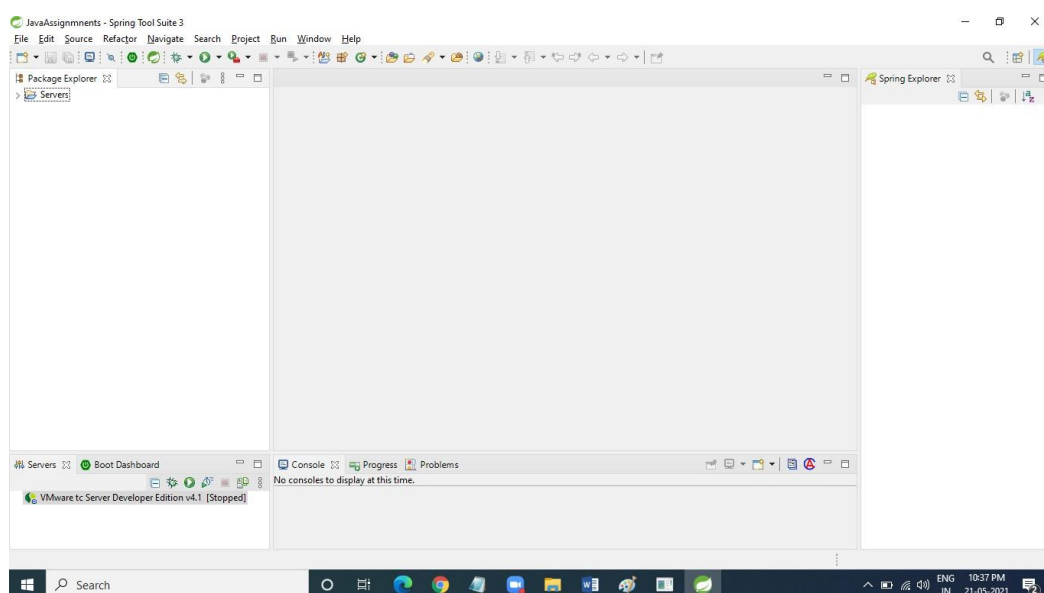 JavaAssignmnents - Spring Tool Suite 3
File Edit Source Refactor Navigate Search Project Run Window Help
Package Explorer
Spring Explorer
Servers
Servers Boot Dashboard
Console Progress Problems
No consoles to display at this time.
VMware tc Server Developer Edition v4.1 [Stopped]
Search
ENG 10:37 PM
IN 21-05-2021